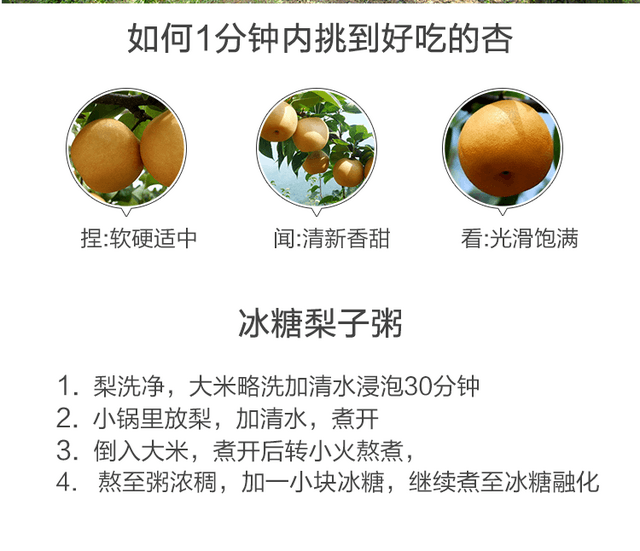 如何1分钟内挑到好吃的杏
捏:软硬适中
闻:清新香甜
看:光滑饱满
冰糖梨子粥
1. 梨洗净，大米略洗加清水浸泡30分钟
2. 小锅里放梨，加清水，煮开
3. 倒入大米，煮开后转小火熬煮，
4. 熬至粥浓稠，加一小块冰糖，继续煮至冰糖融化